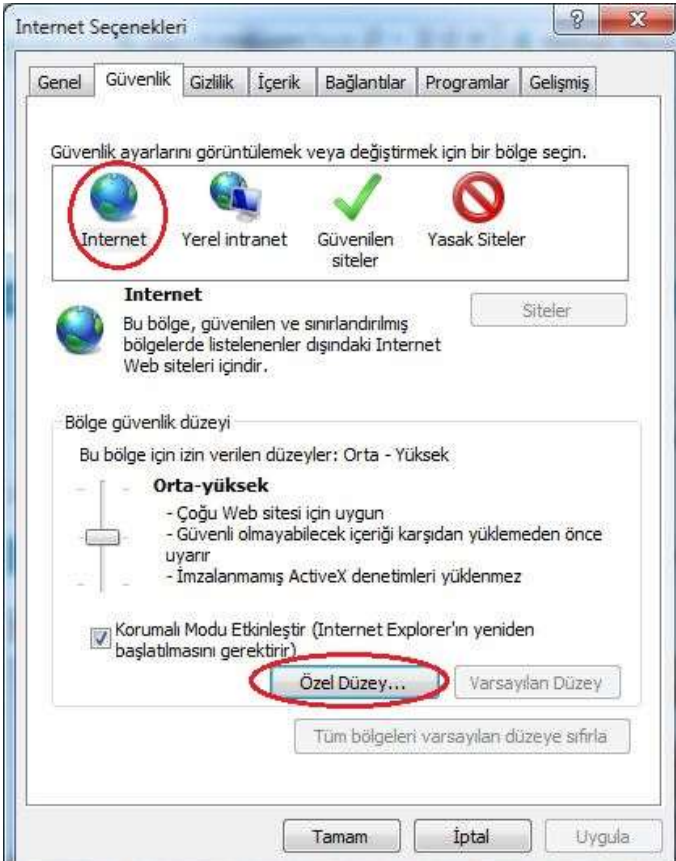 Internet Seçenekleri
Genel Güvenlik Gizlilik İçerik Bağlantılar Programlar Gelişmiş
Güvenlik ayarlarını görüntülemek veya değiştirmek için bir bölge seçin.
Internet Yerel intranet Güvenilen siteler Yasak Siteler
Internet
Siteler
Bu bölge, güvenilen ve sınırlandırılmış
bölgelerde listelenenler dışındaki Internet
Web siteleri içindir.
Bölge güvenlik düzeyi
Bu bölge için izin verilen düzeyler: Orta - Yüksek
Orta-yüksek
- Çoğu Web sitesi için uygun
- Güvenli olmayabilecek içeriği karşıdan yüklemeden önce
uyarır
- İmzalanmamış ActiveX denetimleri yüklenmez
Korumalı Modu Etkinleştir (Internet Explorer'ın yeniden
başlatılmasını gerektirir)
Özel Düzey... Varsayılan Düzey
Tüm bölgeleri varsayılan düzeye sıfırla
Tamam İptal Uygula